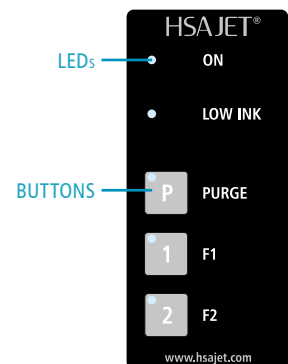 HSAJET®
LEDs ON
LOW INK
BUTTONS P PURGE
1 F1
2 F2
www.hsajet.com